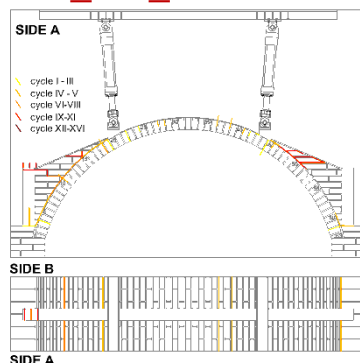 SIDE A
cycle I - III
cycle IV - V
cycle VI-VIII
cycle IX-XI
cycle XII-XVI
SIDE B
SIDE A